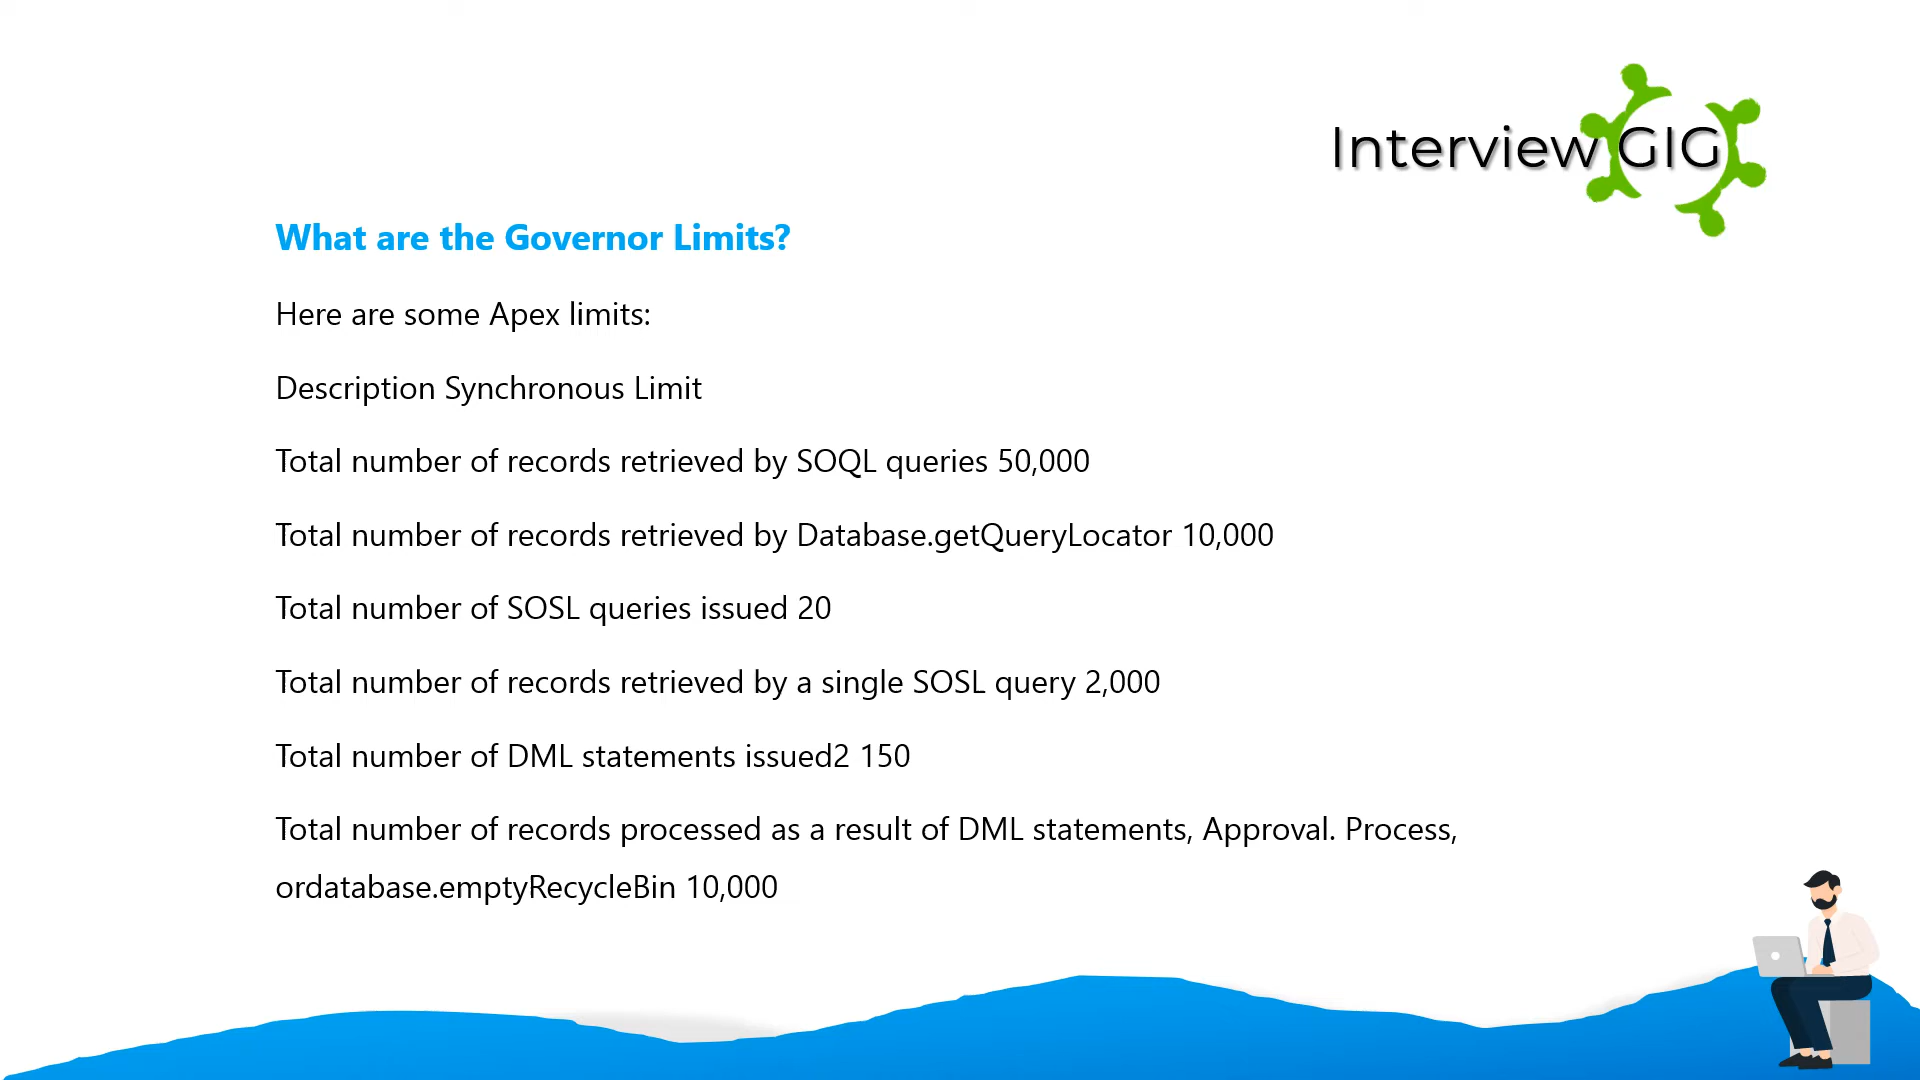 Interview GIG
What are the Governor Limits?
Here are some Apex limits:
Description Synchronous Limit
Total number of records retrieved by SOQL queries 50,000
Total number of records retrieved by Database.getQueryLocator 10,000
Total number of SOSL queries issued 20
Total number of records retrieved by a single SOSL query 2,000
Total number of DML statements issued2 150
Total number of records processed as a result of DML statements, Approval. Process,
ordatabase.emptyRecycleBin 10,000